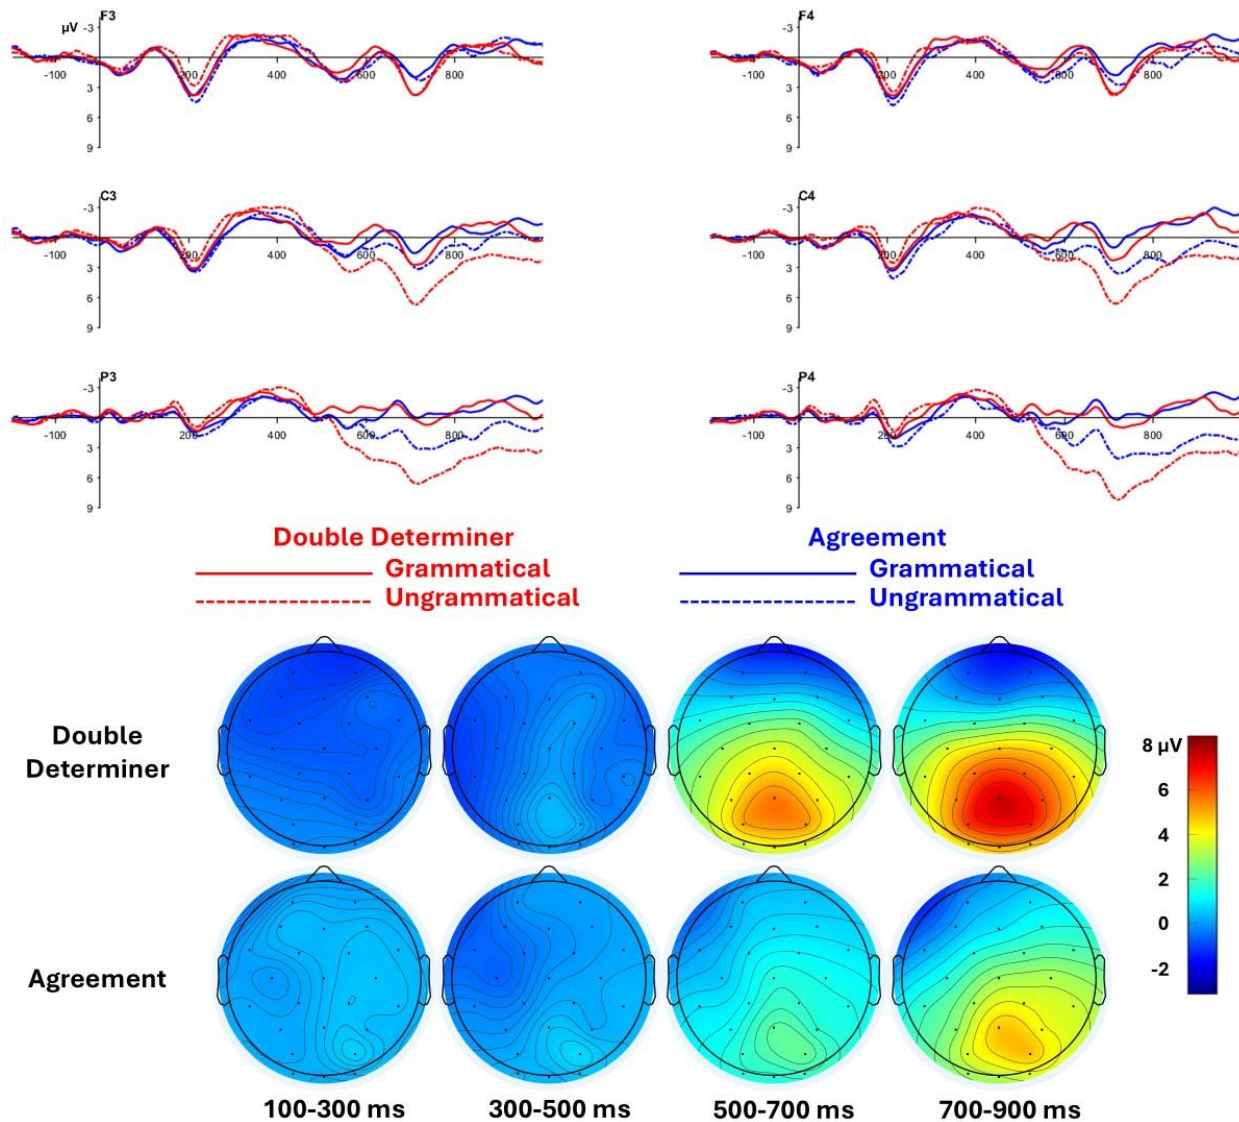 F3
F4
µV
-3
-3
-100
200
400
600
800
-100
200
400
600
800
3
3
6
6
9
9
C3
C4
-3
-3
-100
200
400
600
800
-100
200
400
600
800
3
3
6
6
9
9
P3
P4
-3
-3
-100
200
400
600
800
-100
200
400
600
800
3
3
6
6
9
9
Double Determiner
Grammatical
Ungrammatical
Agreement
Grammatical
Ungrammatical
Double
Determiner
8 µV
6
4
2
0
-2
Agreement
100-300 ms
300-500 ms
500-700 ms
700-900 ms